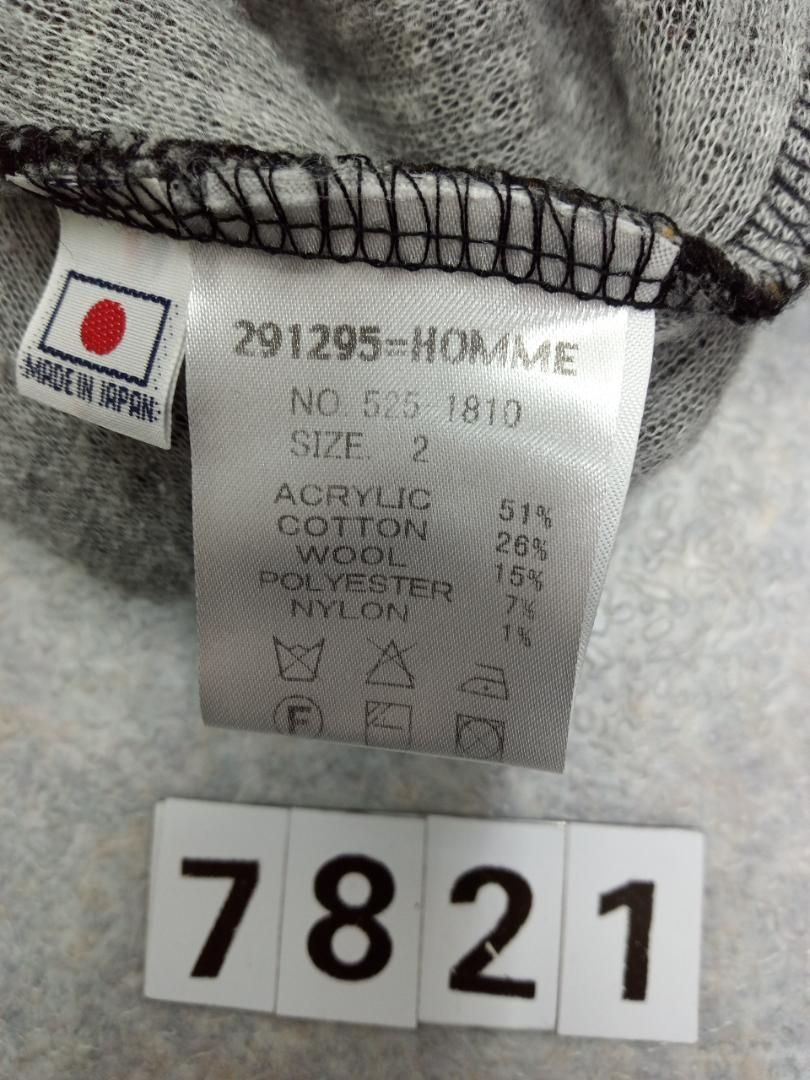 MADE IN JAPAN
291295=HOMME
NO. 525-1810
SIZE. 2
ACRYLIC 51%
COTTON 26%
WOOL 15%
POLYESTER 7%
NYLON 1%
F
7821